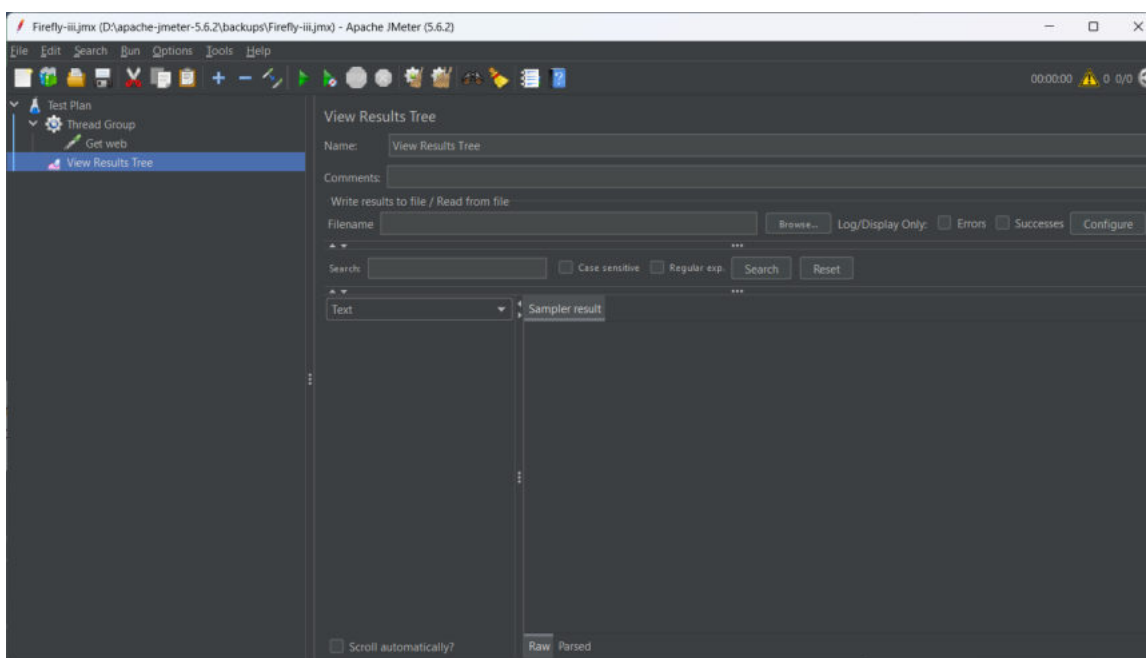 Firefly-iii.jmx (D:\apache-jmeter-5.6.2\backups\Firefly-iii.jmx) - Apache JMeter (5.6.2)
File Edit Search Run Options Tools Help
00:00:00 0 0/0
Test Plan
Thread Group
Get web
View Results Tree
View Results Tree
Name: View Results Tree
Comments:
Write results to file / Read from file
Filename Browse... Log/Display Only: Errors Successes Configure
Search: Case sensitive Regular exp. Search Reset
Text Sampler result
Scroll automatically? Raw Parsed